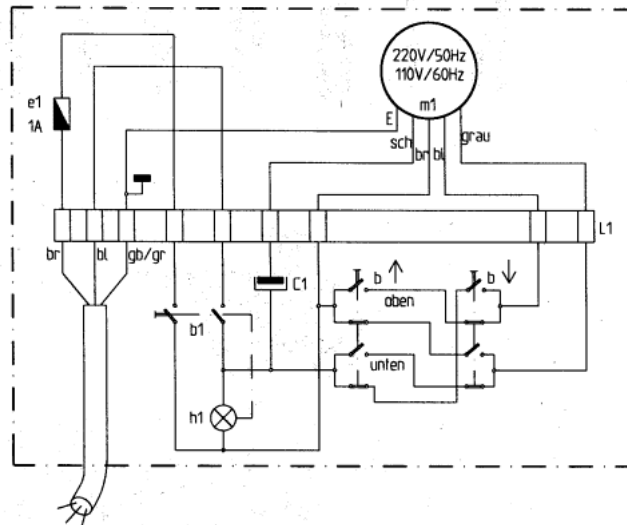 220V/50Hz
110V/60Hz
m1
e1
1A
E
sch
br
bl
grau
L1
br
bl
gb/gr
C1
b
b
oben
b1
unten
h1